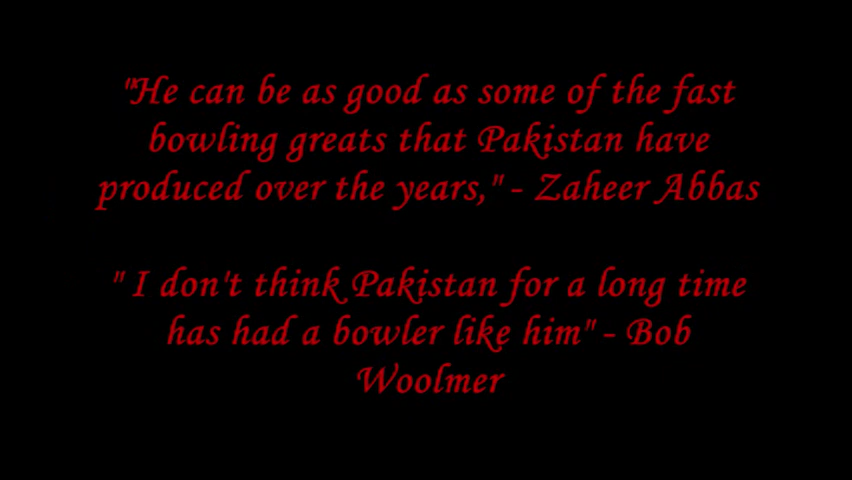 "He can be as good as some of the fast
bowling greats that Pakistan have
produced over the years," - Zaheer Abbas
" I don't think Pakistan for a long time
has had a bowler like him" - Bob
Woolmer